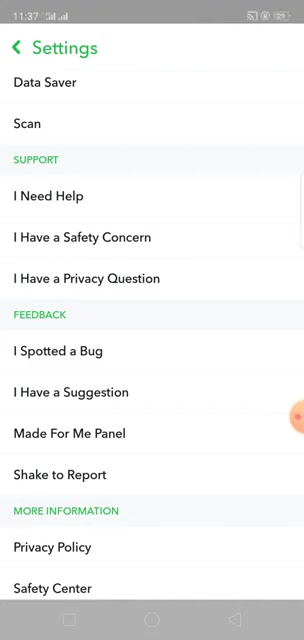 11:37
Settings
Data Saver
Scan
SUPPORT
I Need Help
I Have a Safety Concern
I Have a Privacy Question
FEEDBACK
I Spotted a Bug
I Have a Suggestion
Made For Me Panel
Shake to Report
MORE INFORMATION
Privacy Policy
Safety Center